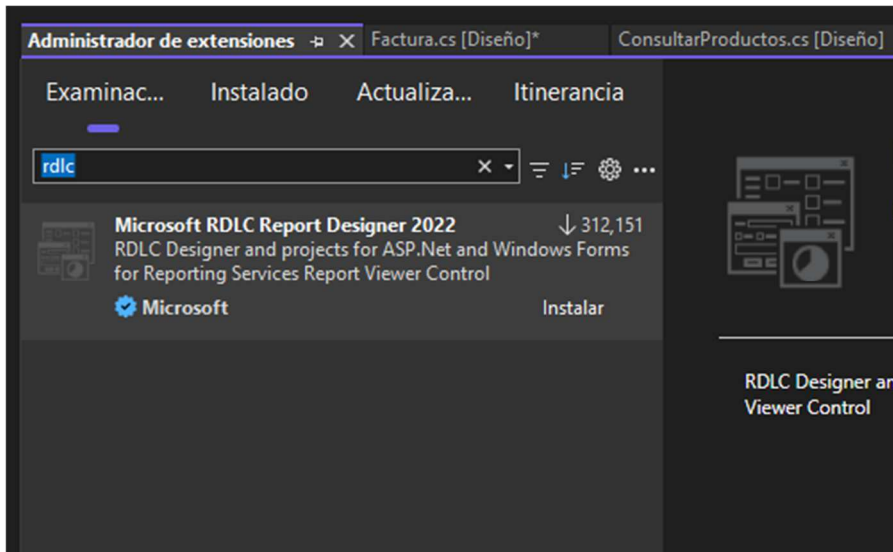 Administrador de extensiones
Factura.cs [Diseño]*
ConsultarProductos.cs [Diseño]
Examinac...
Instalado
Actualiza...
Itinerancia
rdlc
Microsoft RDLC Report Designer 2022
312,151
RDLC Designer and projects for ASP.Net and Windows Forms
for Reporting Services Report Viewer Control
Microsoft
Instalar
RDLC Designer ar
Viewer Control